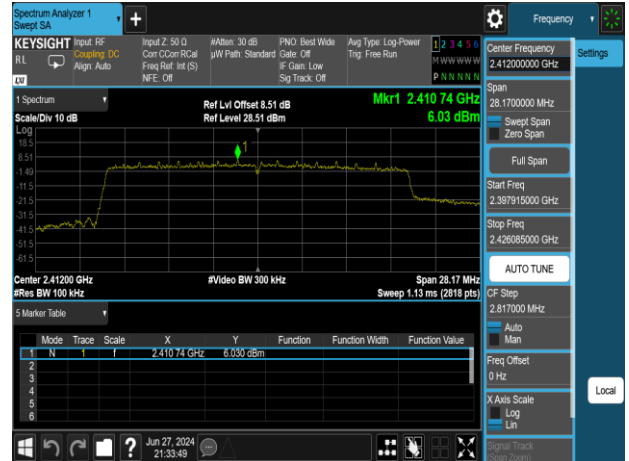 Spectrum Analyzer 1
Swept SA
Frequency
KEYSIGHT
Input: RF
Input Z: 50 Ω
#Atten: 30 dB
PNO: Best Wide
Avg Type: Log-Power
1 2 3 4 5 6
RL
Coupling: DC
Corr CCorr RCal
µW Path: Standard
Gate: Off
Trig: Free Run
M W W W W W
Align: Auto
Freq Ref: Int (S)
IF Gain: Low
NFE: Off
Sig Track: Off
P N N N N N
LXI
Center Frequency
2.412000000 GHz
Settings
Span
28.1700000 MHz
Swept Span
Zero Span
Full Span
Start Freq
2.397915000 GHz
Stop Freq
2.426085000 GHz
AUTO TUNE
CF Step
2.817000 MHz
Auto
Man
Freq Offset
0 Hz
X Axis Scale
Log
Lin
Signal Track
(Span Zoom)
Local
1 Spectrum
Ref Lvl Offset 8.51 dB
Mkr1 2.410 74 GHz
Scale/Div 10 dB
Ref Level 28.51 dBm
6.03 dBm
Log
18.5
8.51
-1.49
-11.5
-21.5
-31.5
-41.5
-51.5
-61.5
1
Center 2.41200 GHz
#Video BW 300 kHz
Span 28.17 MHz
#Res BW 100 kHz
Sweep 1.13 ms (2818 pts)
5 Marker Table
Mode Trace Scale X Y Function Function Width Function Value
1 N 1 f 2.410 74 GHz 6.030 dBm
2
3
4
5
6
Jun 27, 2024
21:33:49